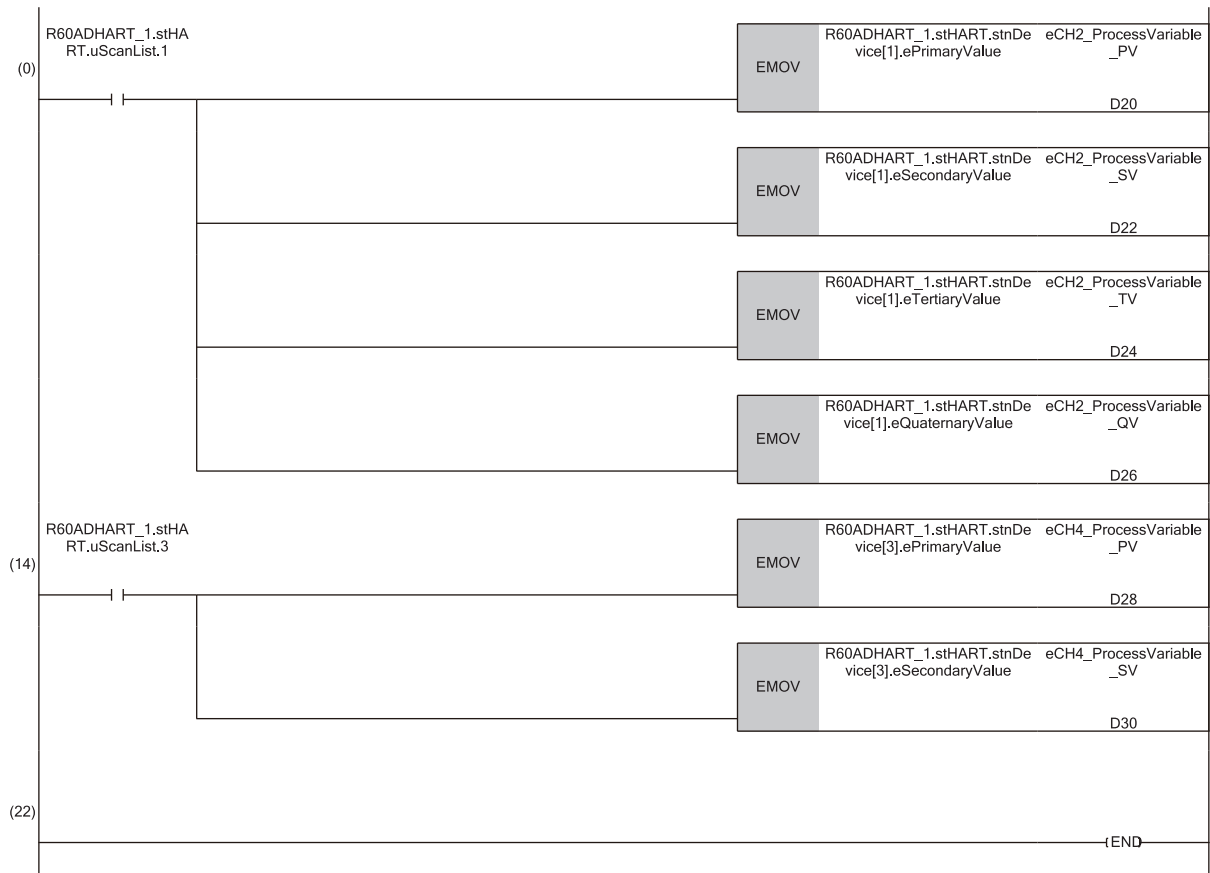 R60ADHART_1.stHA
RT.uScanList.1
(0)
EMOV
R60ADHART_1.stHART.stnDe
vice[1].ePrimaryValue
eCH2_ProcessVariable
_PV
D20
EMOV
R60ADHART_1.stHART.stnDe
vice[1].eSecondaryValue
eCH2_ProcessVariable
_SV
D22
EMOV
R60ADHART_1.stHART.stnDe
vice[1].eTertiaryValue
eCH2_ProcessVariable
_TV
D24
EMOV
R60ADHART_1.stHART.stnDe
vice[1].eQuaternaryValue
eCH2_ProcessVariable
_QV
D26
R60ADHART_1.stHA
RT.uScanList.3
(14)
EMOV
R60ADHART_1.stHART.stnDe
vice[3].ePrimaryValue
eCH4_ProcessVariable
_PV
D28
EMOV
R60ADHART_1.stHART.stnDe
vice[3].eSecondaryValue
eCH4_ProcessVariable
_SV
D30
(22)
END